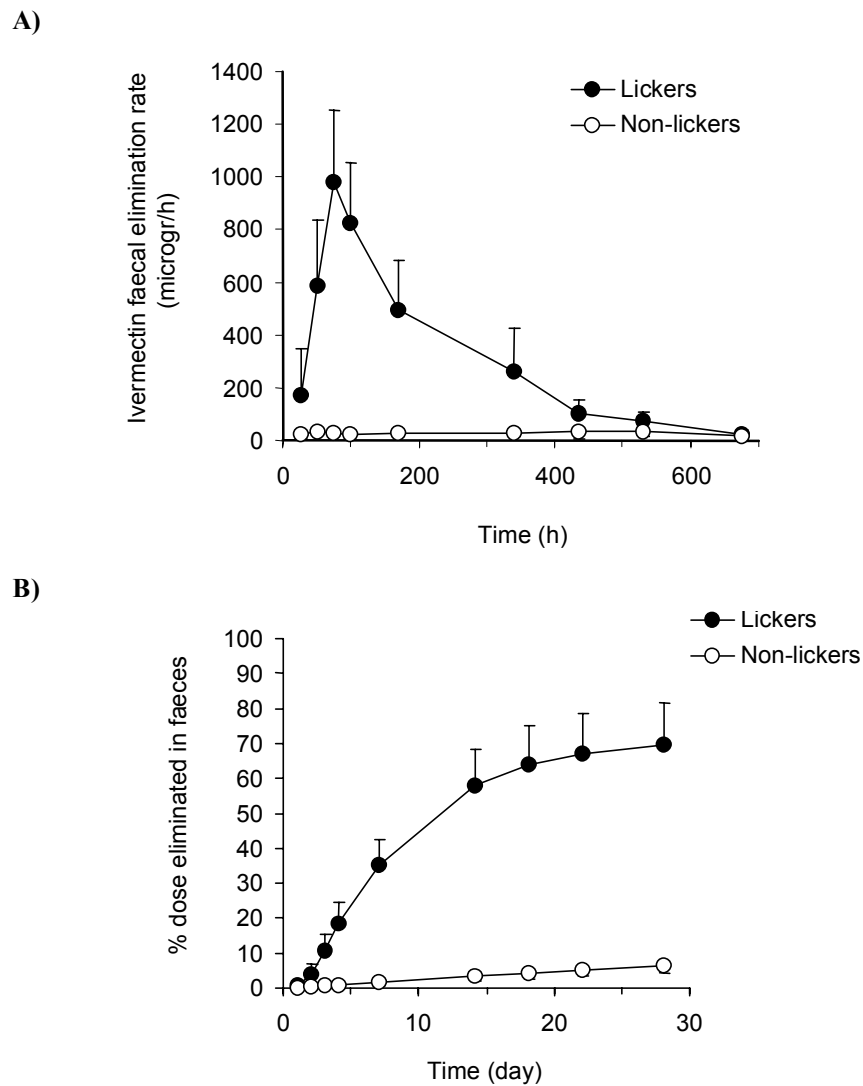 A)
Ivermectin faecal elimination rate
(microgr/h)
1400
1200
1000
800
600
400
200
0
0
200
400
600
Time (h)
Lickers
Non-lickers
B)
% dose eliminated in faeces
100
90
80
70
60
50
40
30
20
10
0
0
10
20
30
Time (day)
Lickers
Non-lickers